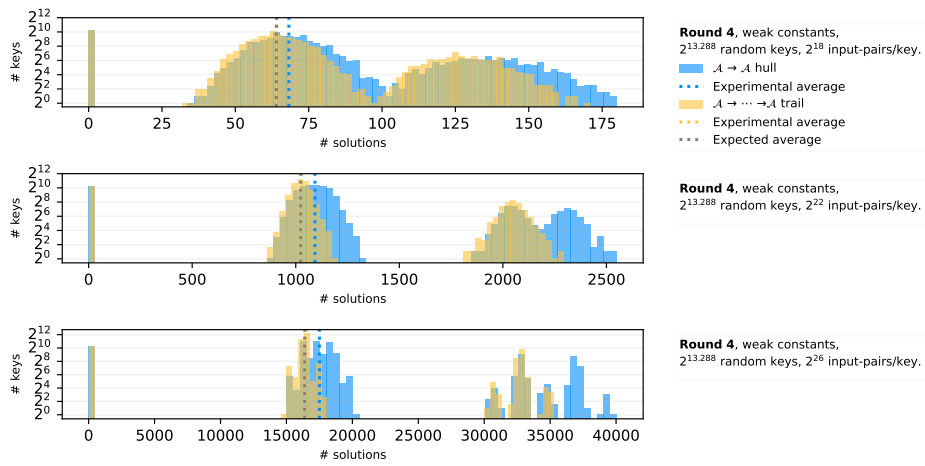 2^12
2^10
2^8
2^6
2^4
2^2
2^0
# keys
0 25 50 75 100 125 150 175
# solutions
Round 4, weak constants,
2^13.288 random keys, 2^18 input-pairs/key.
𝒜 → 𝒜 hull
Experimental average
𝒜 → ⋯ →𝒜 trail
Experimental average
Expected average
2^12
2^10
2^8
2^6
2^4
2^2
2^0
# keys
0 500 1000 1500 2000 2500
# solutions
Round 4, weak constants,
2^13.288 random keys, 2^22 input-pairs/key.
2^12
2^10
2^8
2^6
2^4
2^2
2^0
# keys
0 5000 10000 15000 20000 25000 30000 35000 40000
# solutions
Round 4, weak constants,
2^13.288 random keys, 2^26 input-pairs/key.